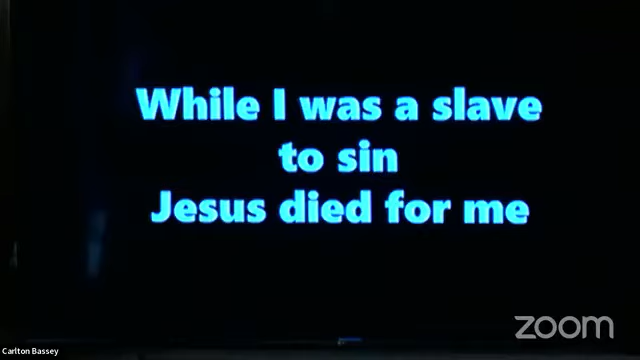 While I was a slave
to sin
Jesus died for me
zoom
Carlton Bassey